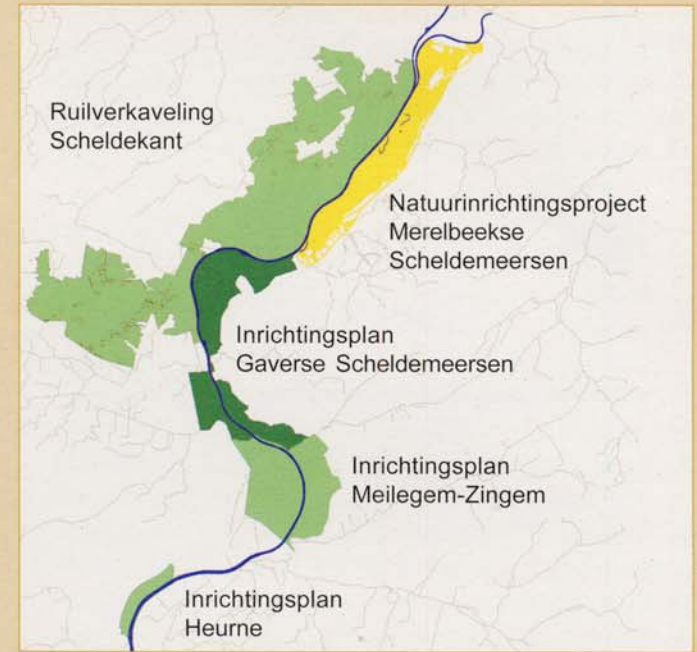 Ruilverkaveling
Scheldekant
Natuurinrichtingsproject
Merelbeekse
Scheldemeersen
Inrichtingsplan
Gaverse Scheldemeersen
Inrichtingsplan
Meilegem-Zingem
Inrichtingsplan
Heurne